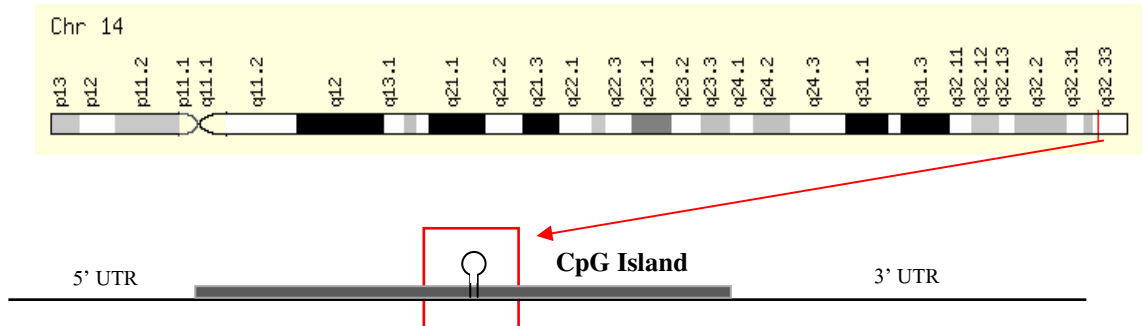 Chr 14
p13 p12 p11.2 p11.1 q11.1 q11.2 q12 q13.1 q21.1 q21.2 q21.3 q22.1 q22.3 q23.1 q23.2 q23.3 q24.1 q24.2 q24.3 q31.1 q31.3 q32.11 q32.12 q32.13 q32.2 q32.31 q32.33
5’ UTR CpG Island 3’ UTR